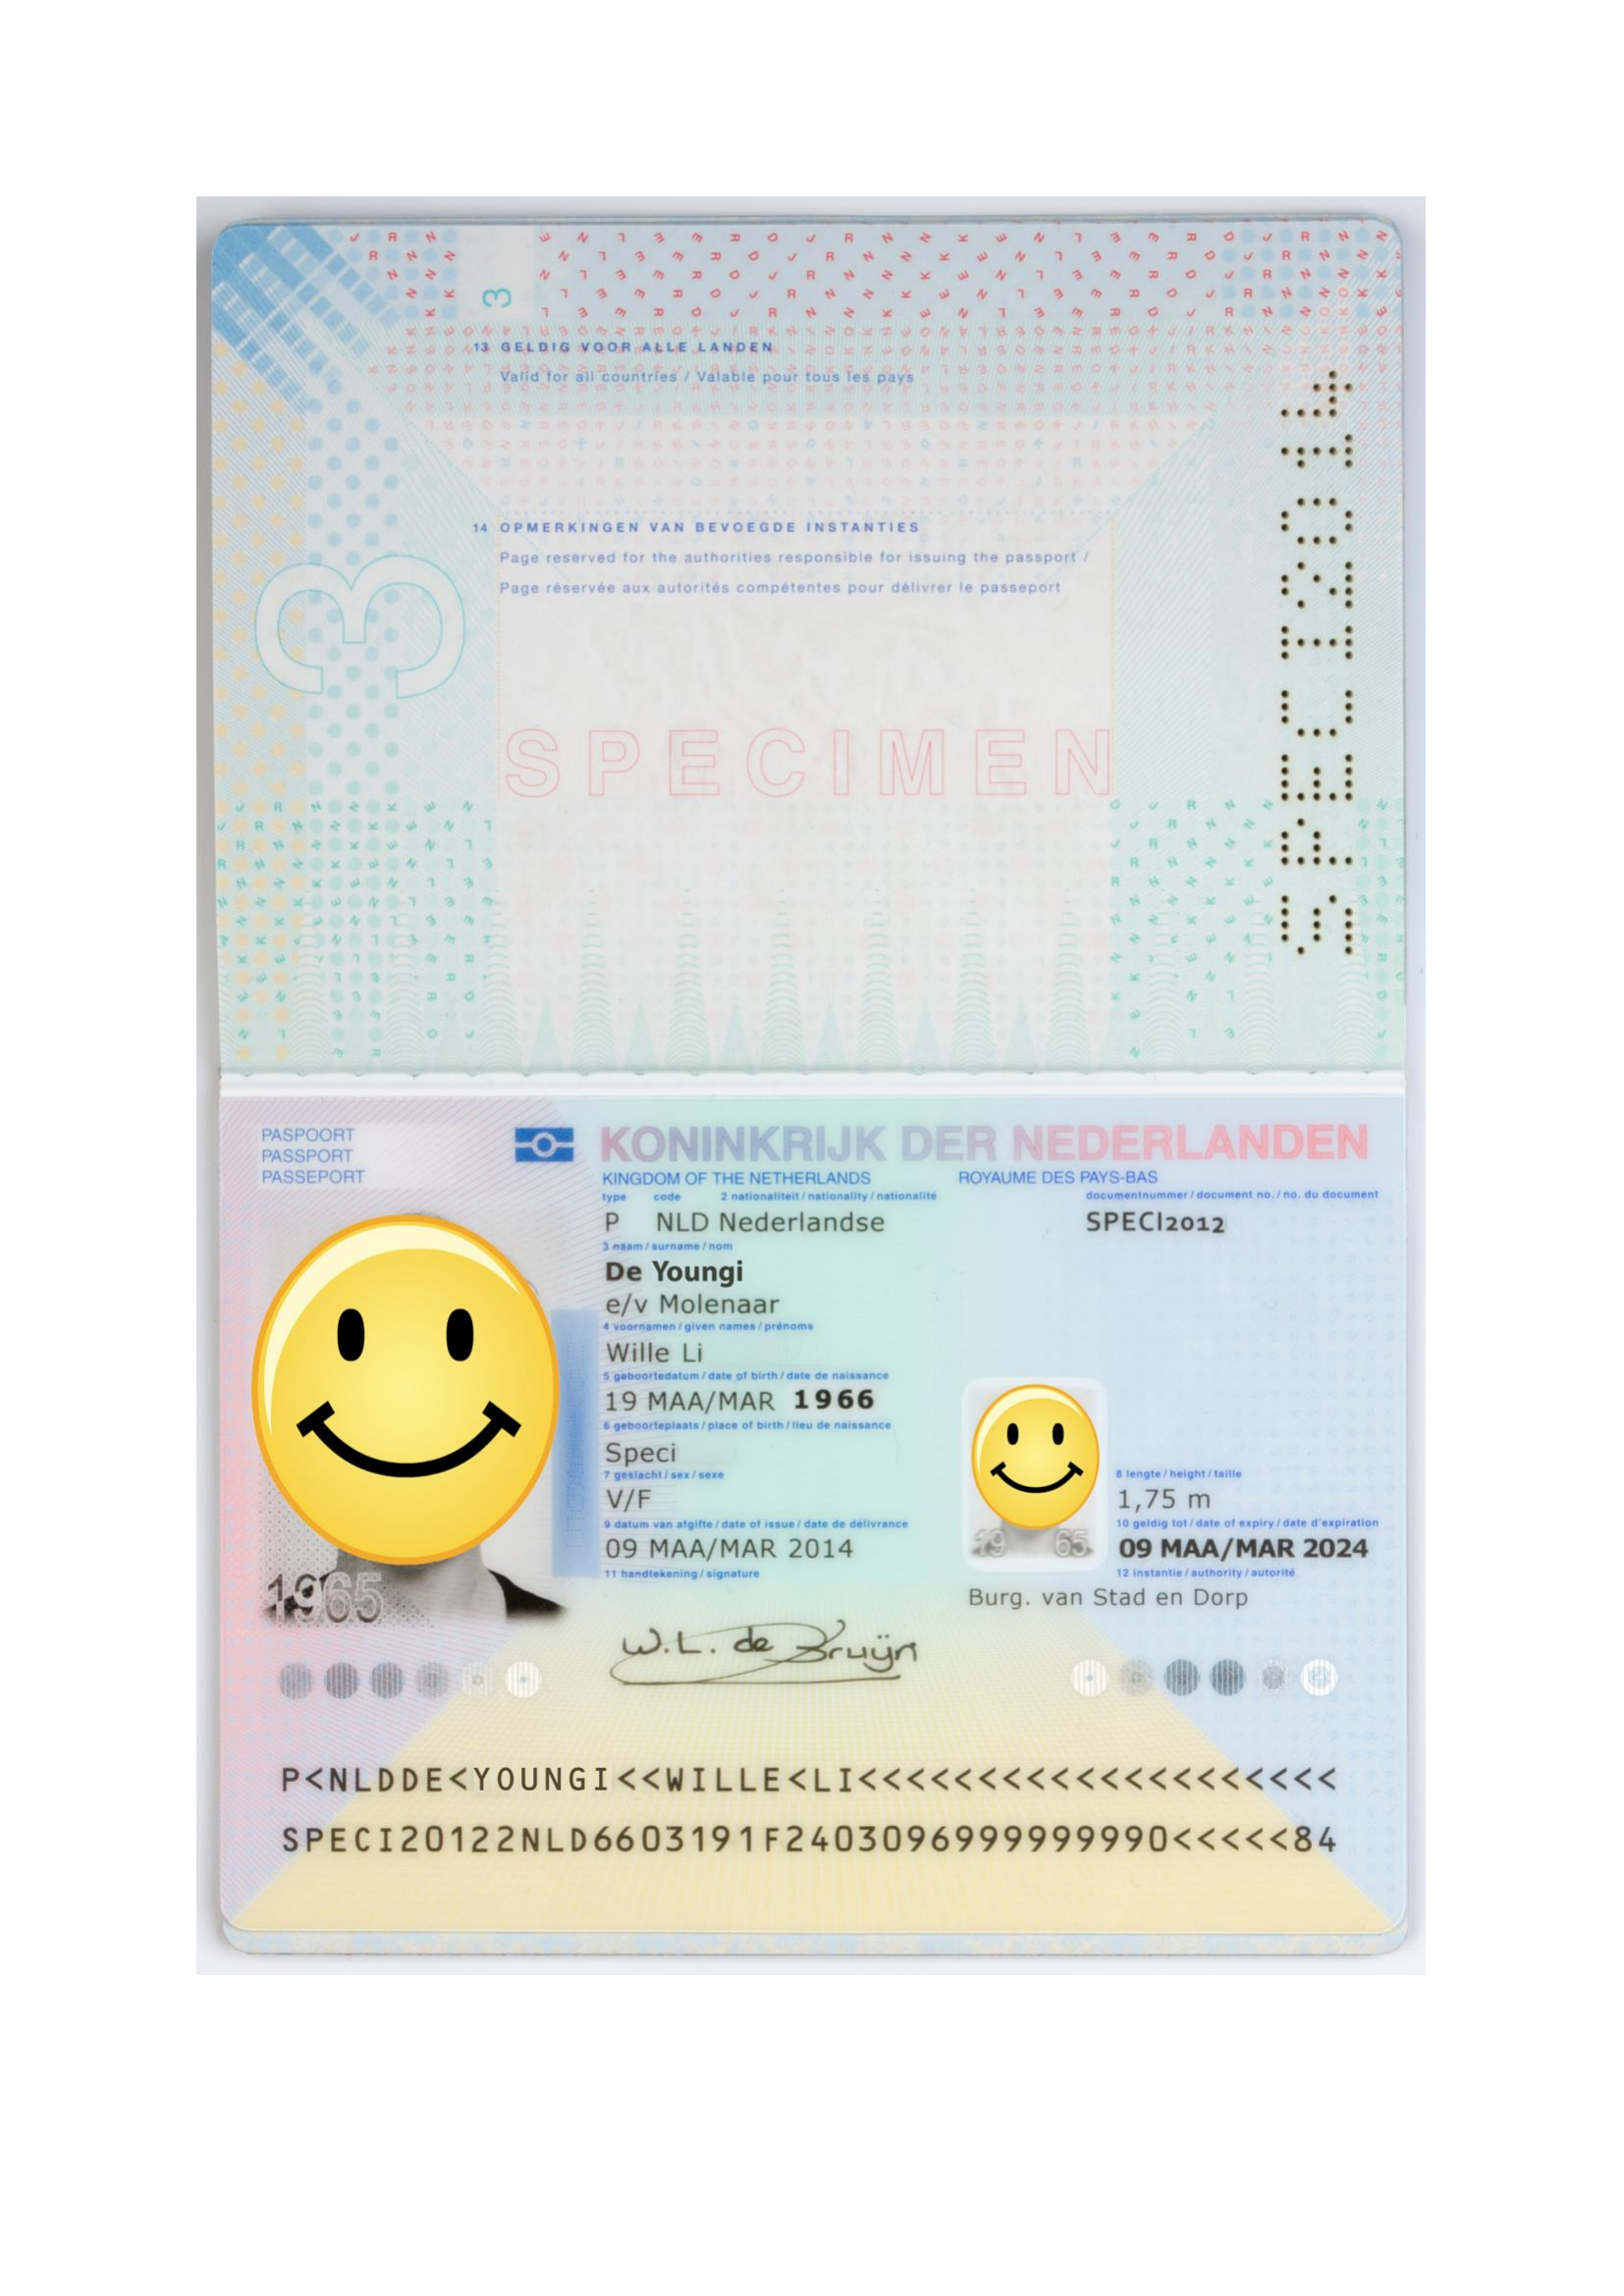 3
13 GELDIG VOOR ALLE LANDEN
Valid for all countries / Valable pour tous les pays
14 OPMERKINGEN VAN BEVOEGDE INSTANTIES
Page reserved for the authorities responsible for issuing the passport /
Page réservée aux autorités compétentes pour délivrer le passeport
3
SPECIMEN
SPECIMEN
PASPOORT
PASSPORT
PASSEPORT
KONINKRIJK DER NEDERLANDEN
KINGDOM OF THE NETHERLANDS ROYAUME DES PAYS-BAS
type code 2 nationaliteit / nationality / nationalité documentnummer / document no. / no. du document
P NLD Nederlandse SPECI2012
3 naam / surname / nom
De Youngi
e/v Molenaar
4 voornamen / given names / prénoms
Wille Li
5 geboortedatum / date of birth / date de naissance
19 MAA/MAR 1966
6 geboorteplaats / place of birth / lieu de naissance
Speci
7 geslacht / sex / sexe 8 lengte / height / taille
V/F 1,75 m
9 datum van afgifte / date of issue / date de délivrance 10 geldig tot / date of expiry / date d'expiration
09 MAA/MAR 2014 09 MAA/MAR 2024
11 handtekening / signature 12 instantie / authority / autorité
Burg. van Stad en Dorp
1965
19 65
W.L. de Bruijn
P<NLDDE<YOUNGI<<WILLE<LI<<<<<<<<<<<<<<<<<<<<
SPECI20122NLD6603191F2403096999999990<<<<<84